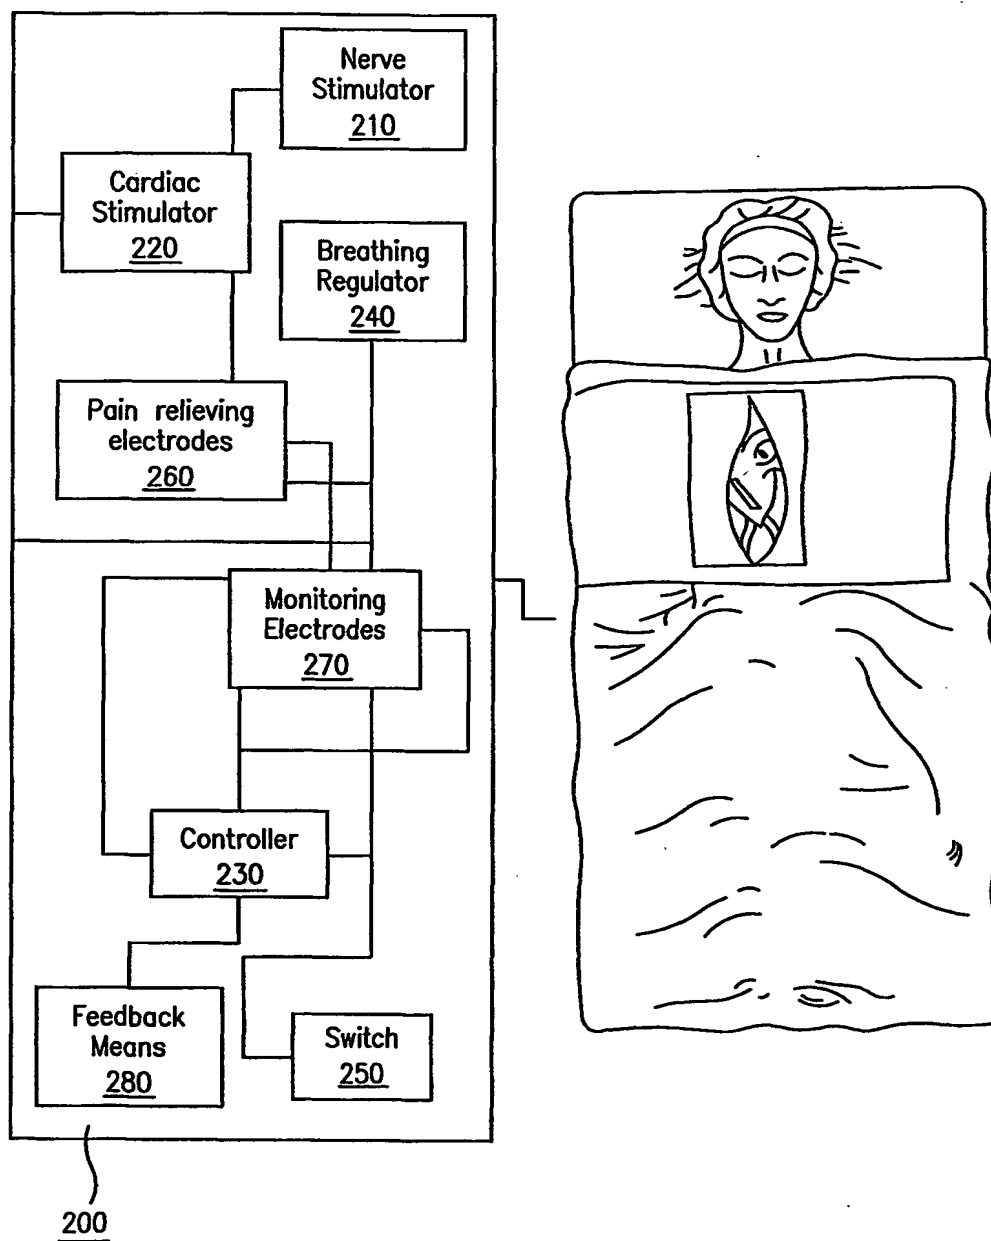 Nerve
Stimulator
210
Cardiac
Stimulator
220
Breathing
Regulator
240
Pain relieving
electrodes
260
Monitoring
Electrodes
270
Controller
230
Feedback
Means
280
Switch
250
200